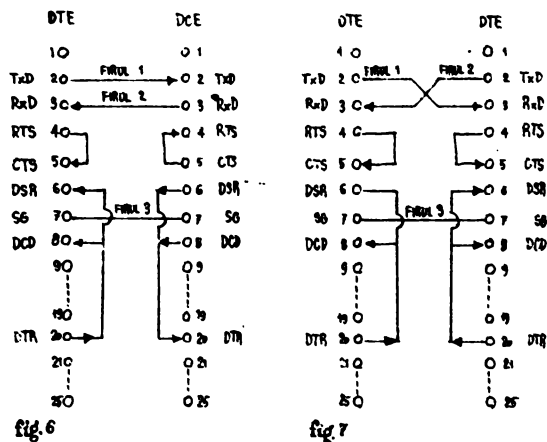 DTE DCE
1 1
TxD 2 FIRUL 1 2 TxD
RxD 3 FIRUL 2 3 RxD
RTS 4 4 RTS
CTS 5 5 CTS
DSR 6 6 DSR
SG 7 FIRUL 3 7 SG
DCD 8 8 DCD
9 9
19 19
DTR 20 20 DTR
21 21
25 25
fig. 6
DTE DTE
1 1
TxD 2 FIRUL 1 FIRUL 2 2 TxD
RxD 3 3 RxD
RTS 4 4 RTS
CTS 5 5 CTS
DSR 6 6 DSR
SG 7 FIRUL 3 7 SG
DCD 8 8 DCD
9 9
19 19
DTR 20 20 DTR
21 21
25 25
fig. 7